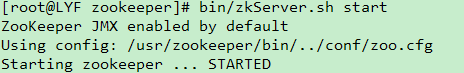 [root@LYF zookeeper]# bin/zkServer.sh start
ZooKeeper JMX enabled by default
Using config: /usr/zookeeper/bin/../conf/zoo.cfg
Starting zookeeper ... STARTED